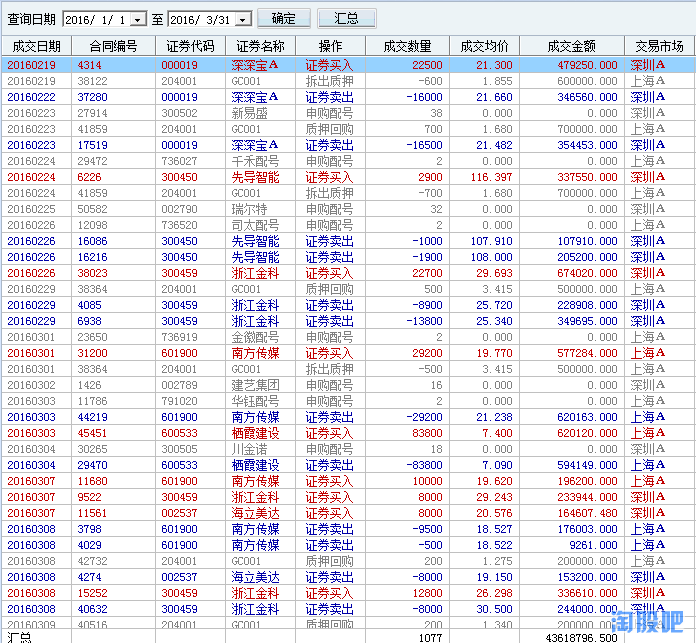 查询日期 2016/ 1/ 1 至 2016/ 3/31 确定 汇总
成交日期 合同编号 证券代码 证券名称 操作 成交数量 成交均价 成交金额 交易市场
20160219 4314 000019 深深宝A 证券买入 22500 21.300 479250.000 深圳A
20160219 38122 204001 GC001 拆出质押 -600 1.855 600000.000 上海A
20160222 37280 000019 深深宝A 证券卖出 -16000 21.660 346560.000 深圳A
20160223 27914 300502 新易盛 申购配号 38 0.000 0.000 深圳A
20160223 41859 204001 GC001 质押回购 700 1.680 700000.000 上海A
20160223 17519 000019 深深宝A 证券卖出 -16500 21.482 354453.000 深圳A
20160224 29472 736027 千禾配号 申购配号 2 0.000 0.000 上海A
20160224 6226 300450 先导智能 证券买入 2900 116.397 337550.000 深圳A
20160224 41859 204001 GC001 拆出质押 -700 1.680 700000.000 上海A
20160225 50582 002790 瑞尔特 申购配号 32 0.000 0.000 深圳A
20160226 12098 736520 司太配号 申购配号 2 0.000 0.000 上海A
20160226 16086 300450 先导智能 证券卖出 -1000 107.910 107910.000 深圳A
20160226 16216 300450 先导智能 证券卖出 -1900 108.000 205200.000 深圳A
20160226 38023 300459 浙江金科 证券买入 22700 29.693 674020.000 深圳A
20160229 38364 204001 GC001 质押回购 500 3.415 500000.000 上海A
20160229 4085 300459 浙江金科 证券卖出 -8900 25.720 228908.000 深圳A
20160229 6938 300459 浙江金科 证券卖出 -13800 25.340 349695.000 深圳A
20160301 23650 736919 金徽配号 申购配号 2 0.000 0.000 上海A
20160301 31200 601900 南方传媒 证券买入 29200 19.770 577284.000 上海A
20160301 38364 204001 GC001 拆出质押 -500 3.415 500000.000 上海A
20160302 1426 002789 建艺集团 申购配号 16 0.000 0.000 深圳A
20160303 11786 791020 华钰配号 申购配号 2 0.000 0.000 上海A
20160303 44219 601900 南方传媒 证券卖出 -29200 21.238 620163.000 上海A
20160303 45451 600533 栖霞建设 证券买入 83800 7.400 620120.000 上海A
20160304 30265 300505 川金诺 申购配号 18 0.000 0.000 深圳A
20160304 29470 600533 栖霞建设 证券卖出 -83800 7.090 594149.000 上海A
20160307 11680 601900 南方传媒 证券买入 10000 19.620 196200.000 上海A
20160307 9522 300459 浙江金科 证券买入 8000 29.243 233944.000 深圳A
20160307 11561 002537 海立美达 证券买入 8000 20.576 164607.480 深圳A
20160308 3798 601900 南方传媒 证券卖出 -9500 18.527 176003.000 上海A
20160308 4029 601900 南方传媒 证券卖出 -500 18.522 9261.000 上海A
20160308 42732 204001 GC001 质押回购 200 1.275 200000.000 上海A
20160308 4274 002537 海立美达 证券卖出 -8000 19.150 153200.000 深圳A
20160308 15252 300459 浙江金科 证券买入 12800 26.298 336610.000 深圳A
20160308 40632 300459 浙江金科 证券卖出 -8000 30.500 244000.000 深圳A
20160309 40516 204001 GC001 质押回购 200 1.340 200000.000 上海A
汇总 1077 43618796.500
淘股吧